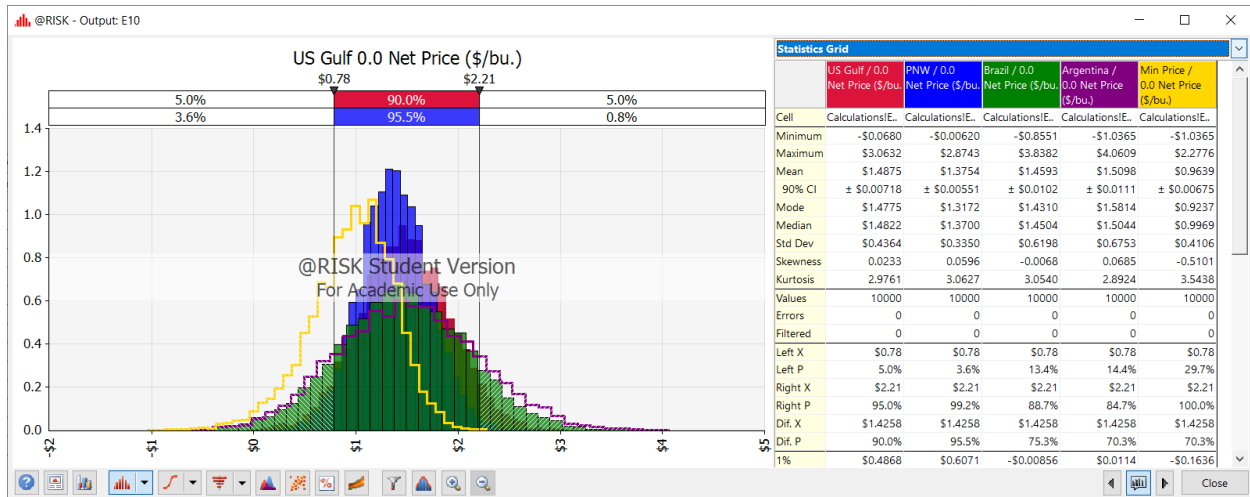 @RISK - Output: E10
US Gulf 0.0 Net Price ($/bu.)
$0.78 $2.21
5.0% 90.0% 5.0%
3.6% 95.5% 0.8%
1.4
1.2
1.0
0.8
0.6
0.4
0.2
0.0
-$2 -$1 $0 $1 $2 $3 $4 $5
@RISK Student Version
For Academic Use Only
Statistics Grid
US Gulf / 0.0 Net Price ($/bu. PNW / 0.0 Net Price ($/bu. Brazil / 0.0 Net Price ($/bu. Argentina / 0.0 Net Price ($/bu.) Min Price / 0.0 Net Price ($/bu.)
Cell Calculations!E.. Calculations!E.. Calculations!E.. Calculations!E.. Calculations!E..
Minimum -$0.0680 -$0.00620 -$0.8551 -$1.0365 -$1.0365
Maximum $3.0632 $2.8743 $3.8382 $4.0609 $2.2776
Mean $1.4875 $1.3754 $1.4593 $1.5098 $0.9639
90% CI ± $0.00718 ± $0.00551 ± $0.0102 ± $0.0111 ± $0.00675
Mode $1.4775 $1.3172 $1.4310 $1.5814 $0.9237
Median $1.4822 $1.3700 $1.4504 $1.5044 $0.9969
Std Dev $0.4364 $0.3350 $0.6198 $0.6753 $0.4106
Skewness 0.0233 0.0596 -0.0068 0.0685 -0.5101
Kurtosis 2.9761 3.0627 3.0540 2.8924 3.5438
Values 10000 10000 10000 10000 10000
Errors 0 0 0 0 0
Filtered 0 0 0 0 0
Left X $0.78 $0.78 $0.78 $0.78 $0.78
Left P 5.0% 3.6% 13.4% 14.4% 29.7%
Right X $2.21 $2.21 $2.21 $2.21 $2.21
Right P 95.0% 99.2% 88.7% 84.7% 100.0%
Dif. X $1.4258 $1.4258 $1.4258 $1.4258 $1.4258
Dif. P 90.0% 95.5% 75.3% 70.3% 70.3%
1% $0.4868 $0.6071 -$0.00856 $0.0114 -$0.1636
Close